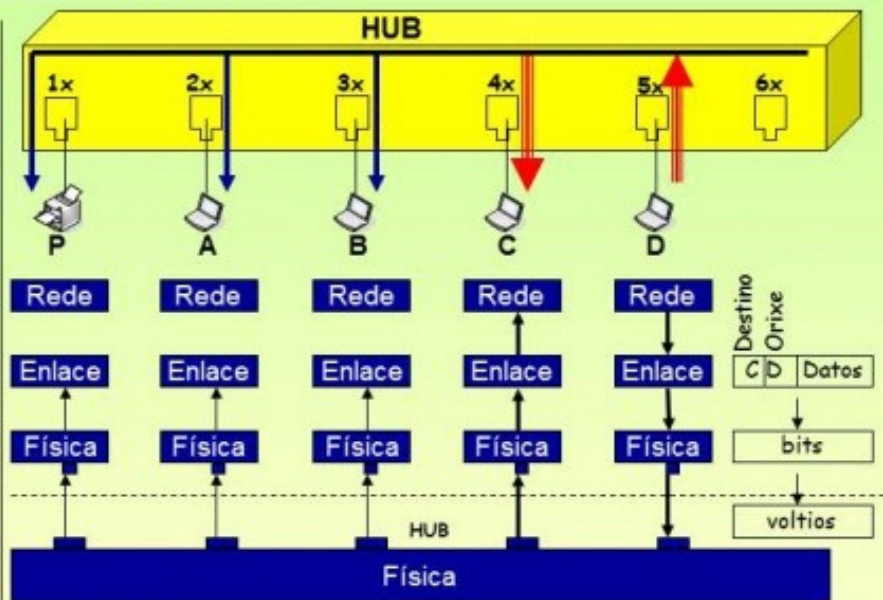 HUB
1x 2x 3x 4x 5x 6x
P A B C D
Destino
Orixe
Rede Rede Rede Rede Rede
Enlace Enlace Enlace Enlace Enlace
C D Datos
Física Física Física Física Física
bits
HUB
voltios
Física